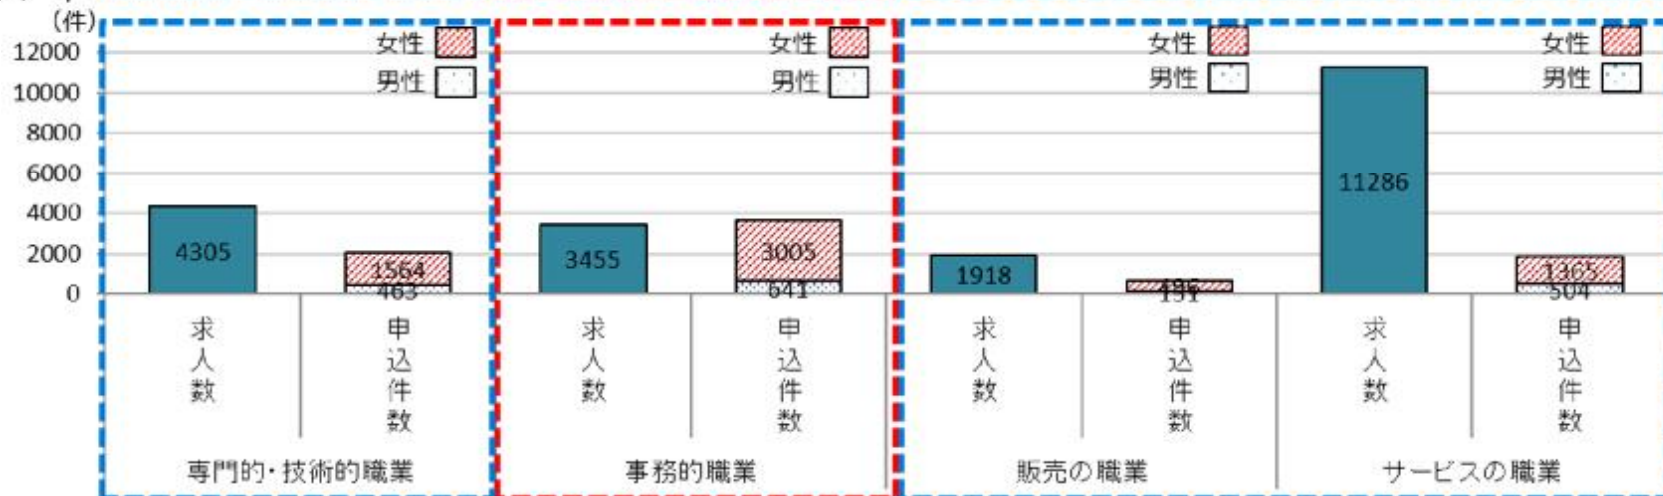 (件)
12000
10000
8000
6000
4000
2000
0
女性
男性
女性
男性
女性
男性
女性
男性
4305
1564
463
3455
3005
641
1918
11286
1365
504
求人数
申込件数
求人数
申込件数
求人数
申込件数
求人数
申込件数
専門的・技術的職業
事務的職業
販売の職業
サービスの職業